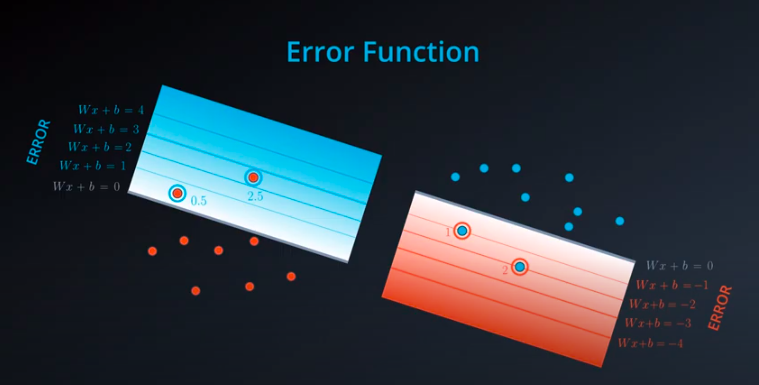 Error Function
ERROR
Wx + b = 4
Wx + b = 3
Wx + b = 2
Wx + b = 1
Wx + b = 0
0.5
2.5
1
2
Wx + b = 0
Wx + b = -1
Wx+b = -2
Wx+b = -3
Wx+b = -4
ERROR